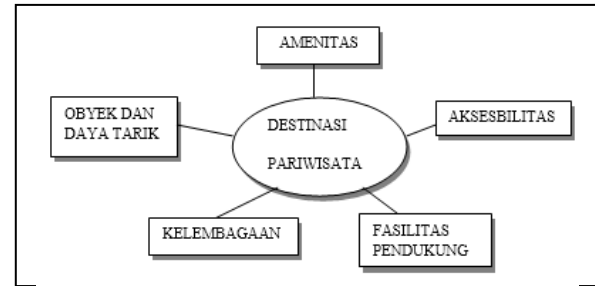 AMENITAS
OBYEK DAN
DAYA TARIK
DESTINASI
PARIWISATA
AKSESBILITAS
KELEMBAGAAN
FASILITAS
PENDUKUNG